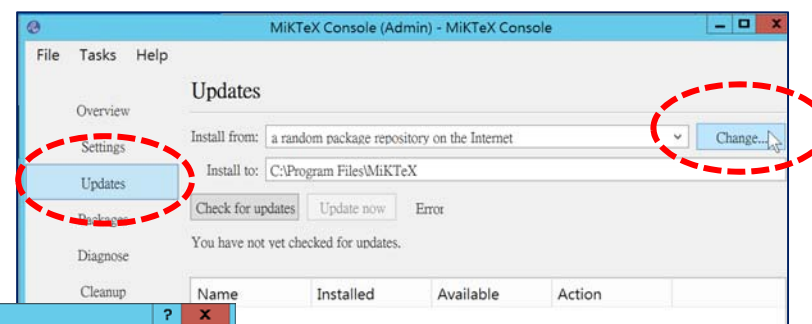 MiKTeX Console (Admin) - MiKTeX Console
File Tasks Help
Updates
Overview
Install from: a random package repository on the Internet Change...
Settings
Install to: C:\Program Files\MiKTeX
Updates
Check for updates Update now Error
Packages
You have not yet checked for updates.
Diagnose
Cleanup
Name Installed Available Action
? X